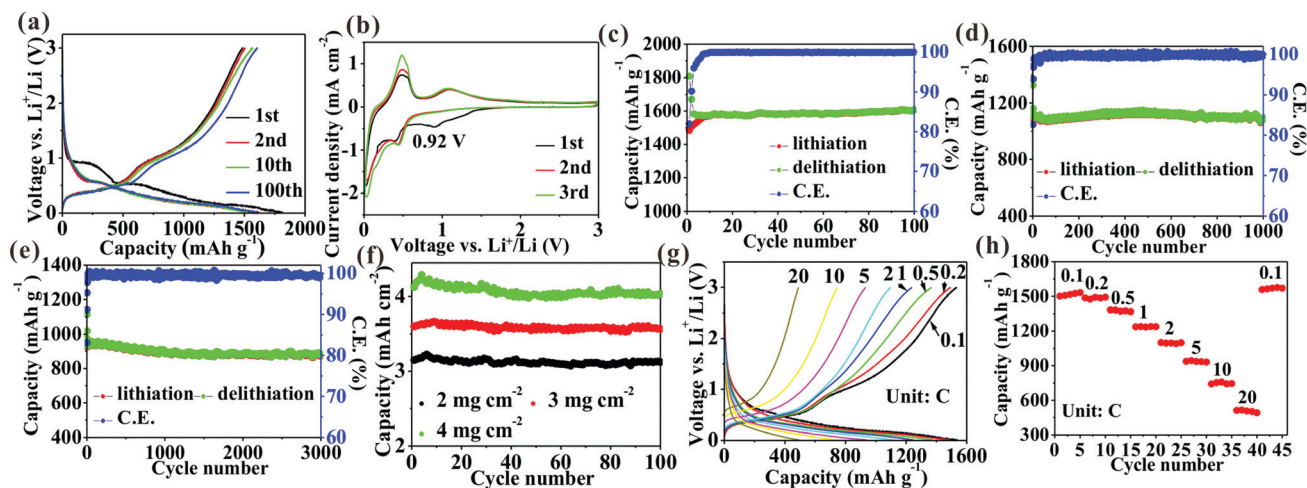 (a)
Voltage vs. Li⁺/Li (V)
3
2
1
0
1st
2nd
10th
100th
0 500 1000 1500 2000
Capacity (mAh g⁻¹)
(b)
Current density (mA cm⁻²)
1
0
-1
-2
0.92 V
1st
2nd
3rd
0 1 2 3
Voltage vs. Li⁺/Li (V)
(c)
Capacity (mAh g⁻¹)
2000
1800
1600
1400
1200
1000
100
90
80
70
60
C.E. (%)
lithiation
delithiation
C.E.
0 20 40 60 80 100
Cycle number
(d)
Capacity (mAh g⁻¹)
1600
1400
1200
1000
800
600
400
100
90
80
70
60
C.E. (%)
lithiation delithiation
C.E.
0 200 400 600 800 1000
Cycle number
(e)
Capacity (mAh g⁻¹)
1400
1200
1000
800
600
400
100
90
80
70
60
C.E. (%)
lithiation delithiation
C.E.
0 1000 2000 3000
Cycle number
(f)
Capacity (mAh cm⁻²)
4
3
2
2 mg cm⁻² 3 mg cm⁻²
4 mg cm⁻²
0 20 40 60 80 100
Cycle number
(g)
Voltage vs. Li⁺/Li (V)
3
2
1
0
20 10 5 2 1 0.5 0.2
0.1
Unit: C
0 400 800 1200 1600
Capacity (mAh g⁻¹)
(h)
Capacity (mAh g⁻¹)
1800
1500
1200
900
600
300
0.1 0.2 0.5 1 2 5 10 20 0.1
Unit: C
0 5 10 15 20 25 30 35 40 45
Cycle number